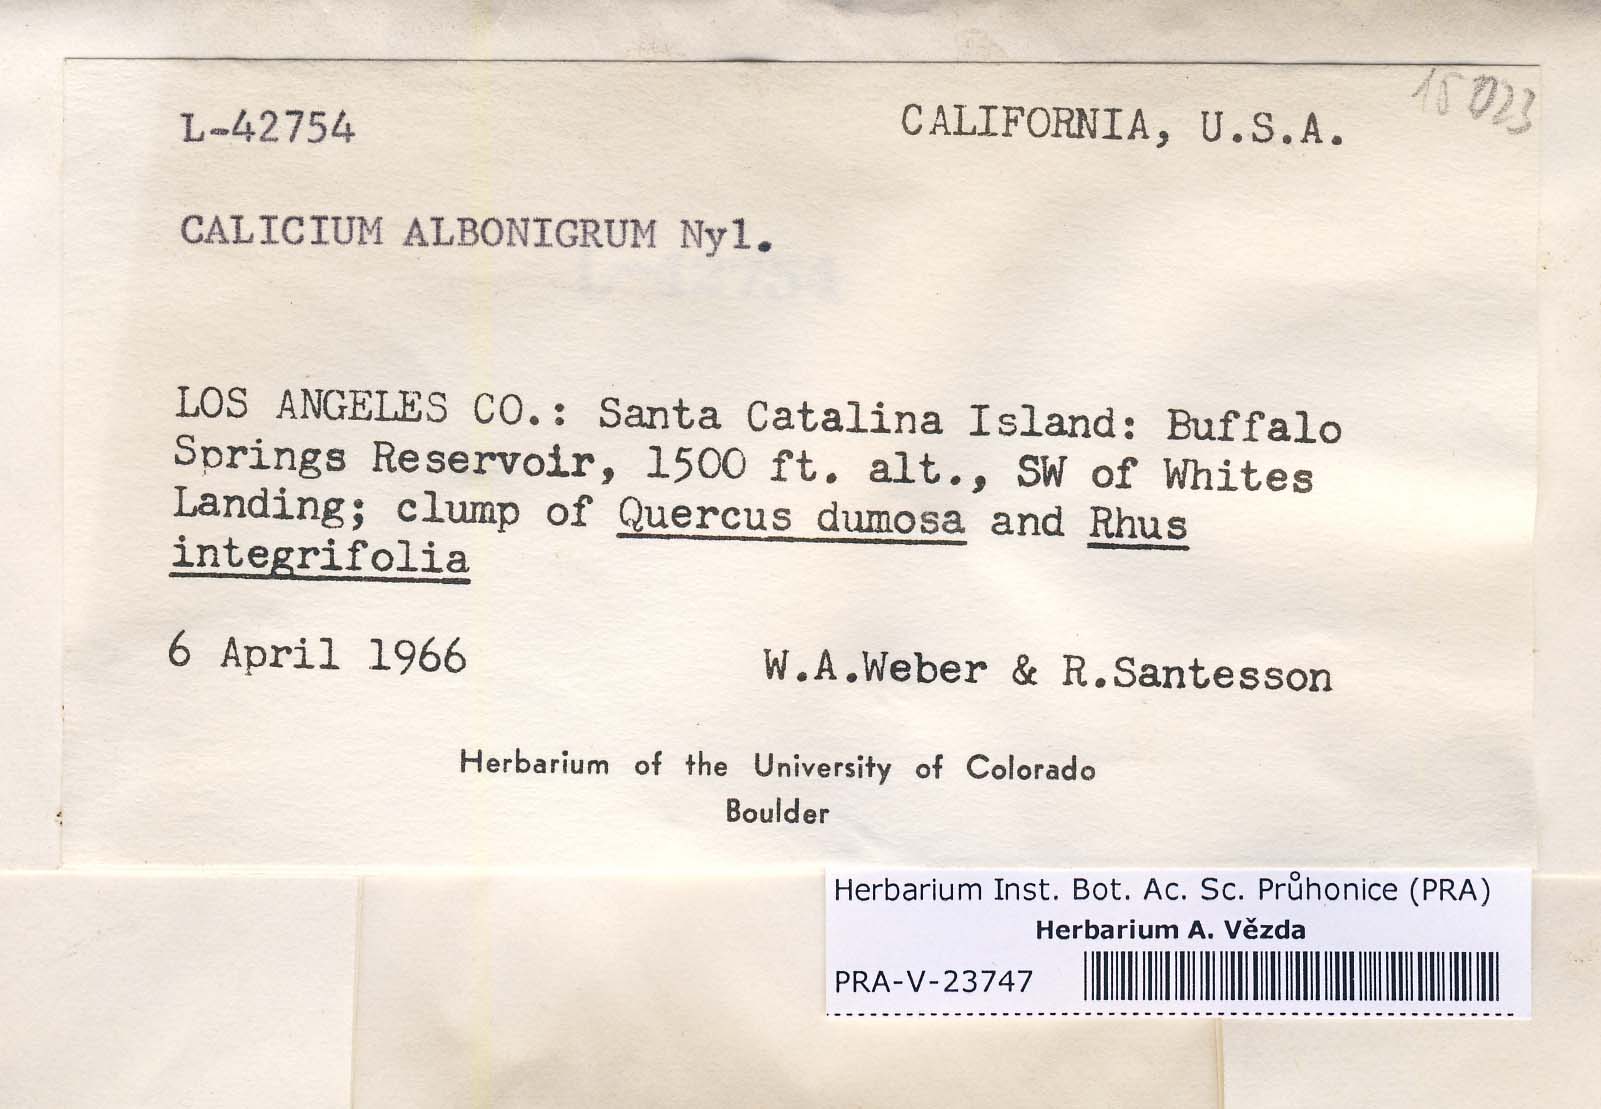 15023
L-42754 CALIFORNIA, U.S.A.
CALICIUM ALBONIGRUM Nyl.
LOS ANGELES CO.: Santa Catalina Island: Buffalo
Springs Reservoir, 1500 ft. alt., SW of Whites
Landing; clump of Quercus dumosa and Rhus
integrifolia
6 April 1966 W.A.Weber & R.Santesson
Herbarium of the University of Colorado
Boulder
Herbarium Inst. Bot. Ac. Sc. Průhonice (PRA)
Herbarium A. Vězda
PRA-V-23747